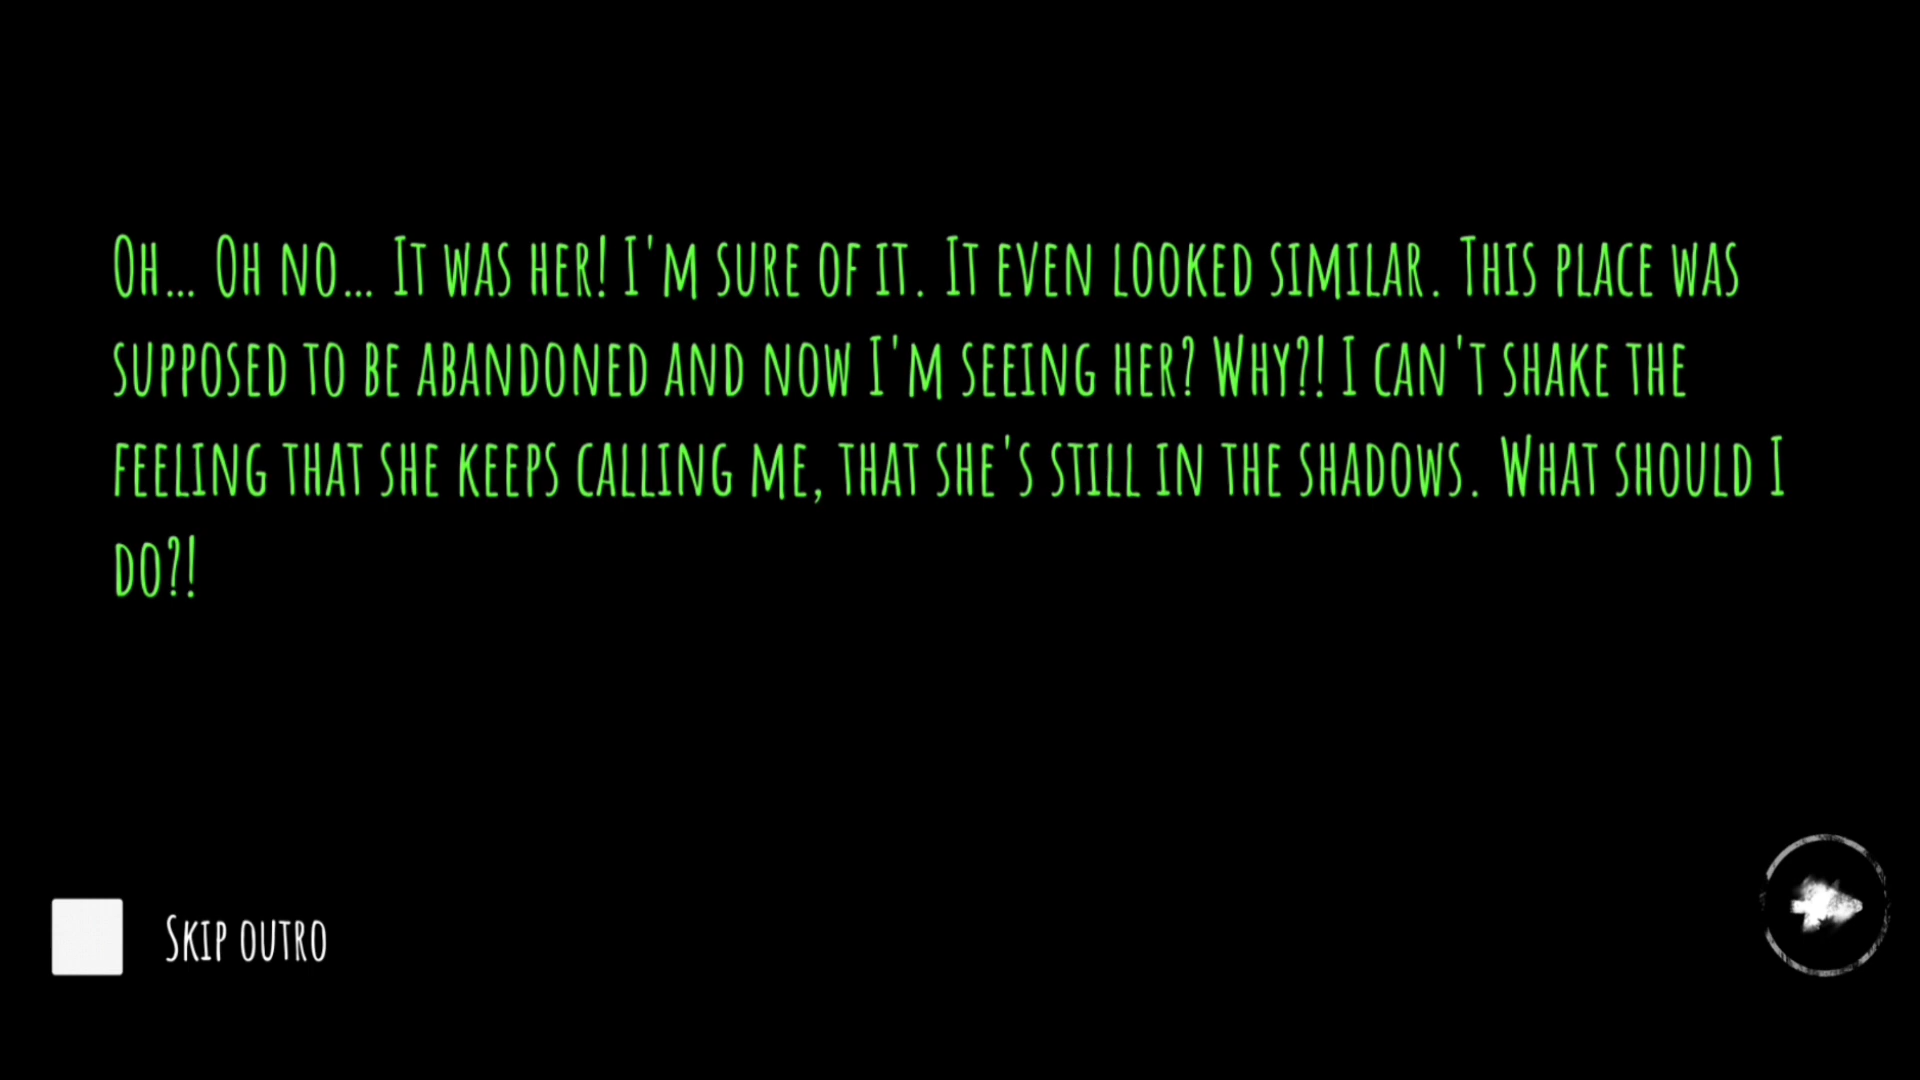 Oh... Oh no... It was her! I'm sure of it. It even looked similar. This place was
supposed to be abandoned and now I'm seeing her? Why?! I can't shake the
feeling that she keeps calling me, that she's still in the shadows. What should I
do?!
Skip outro